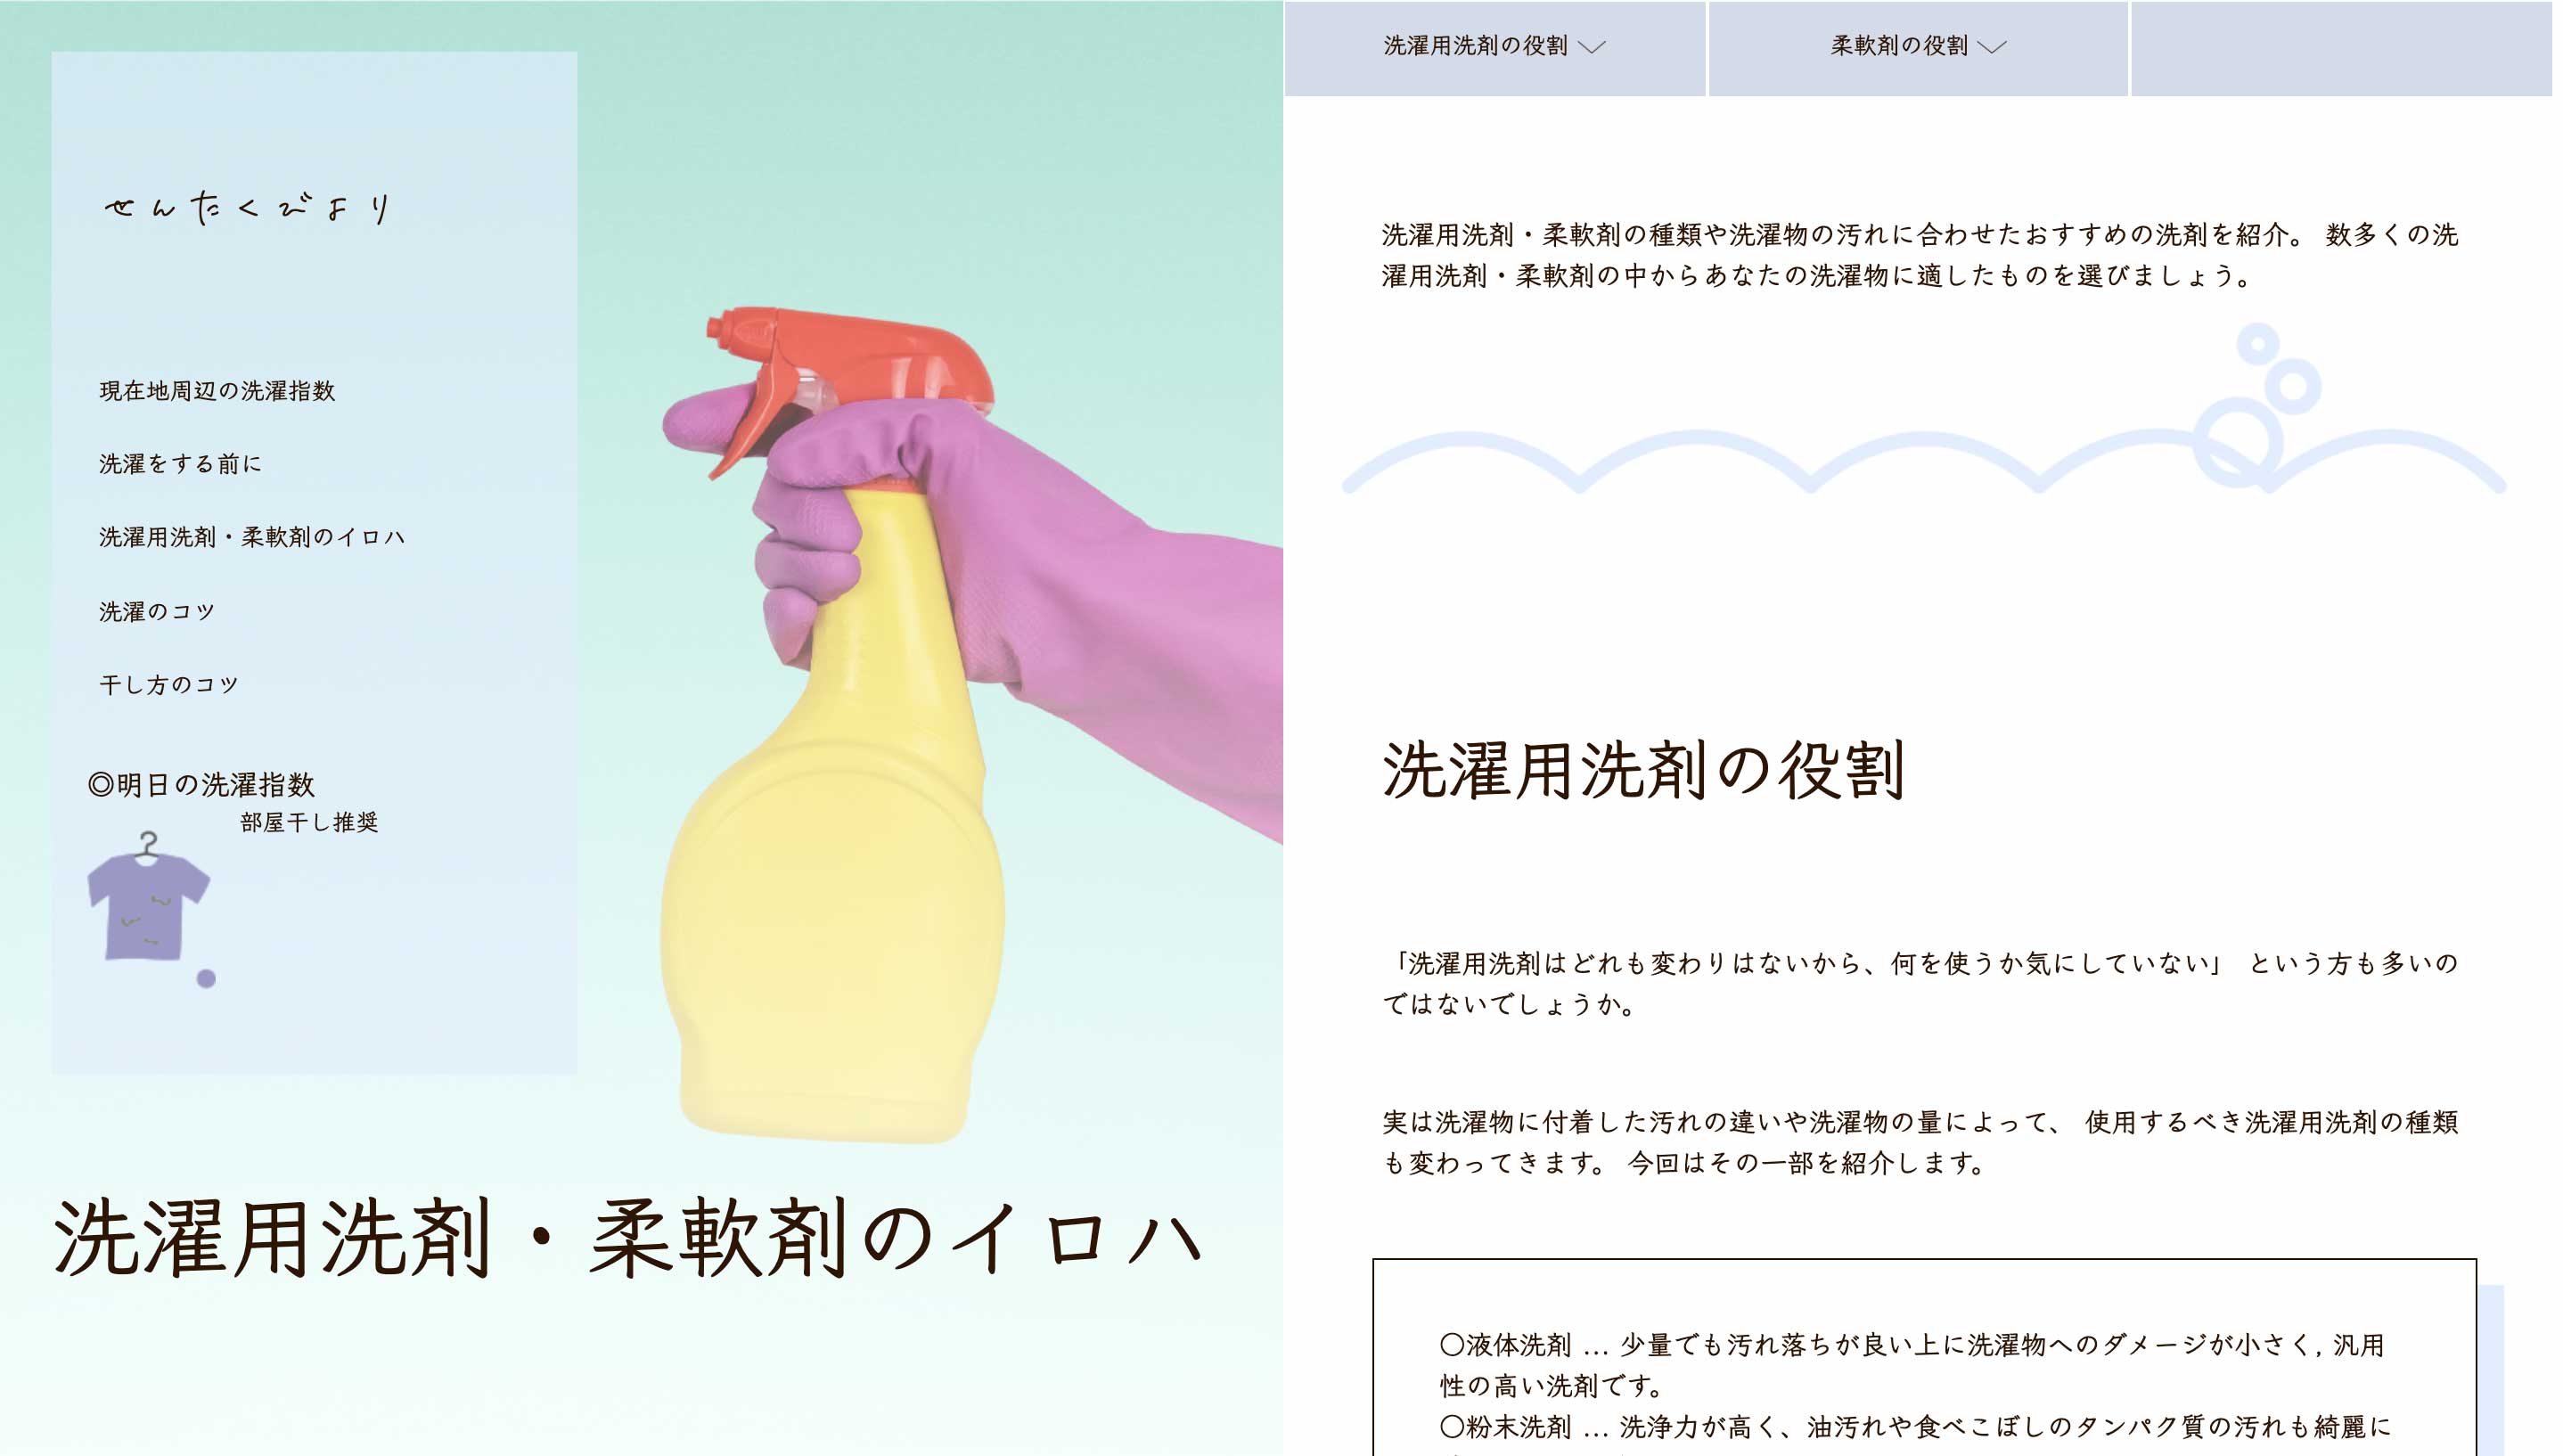 せんたくびより
現在地周辺の洗濯指数
洗濯をする前に
洗濯用洗剤・柔軟剤のイロハ
洗濯のコツ
干し方のコツ
◎明日の洗濯指数
部屋干し推奨
洗濯用洗剤・柔軟剤のイロハ
洗濯用洗剤の役割
柔軟剤の役割
洗濯用洗剤・柔軟剤の種類や洗濯物の汚れに合わせたおすすめの洗剤を紹介。 数多くの洗
濯用洗剤・柔軟剤の中からあなたの洗濯物に適したものを選びましょう。
洗濯用洗剤の役割
「洗濯用洗剤はどれも変わりはないから、何を使うか気にしていない」 という方も多いの
ではないでしょうか。
実は洗濯物に付着した汚れの違いや洗濯物の量によって、 使用するべき洗濯用洗剤の種類
も変わってきます。 今回はその一部を紹介します。
〇液体洗剤 … 少量でも汚れ落ちが良い上に洗濯物へのダメージが小さく, 汎用
性の高い洗剤です。
〇粉末洗剤 … 洗浄力が高く、油汚れや食べこぼしのタンパク質の汚れも綺麗に